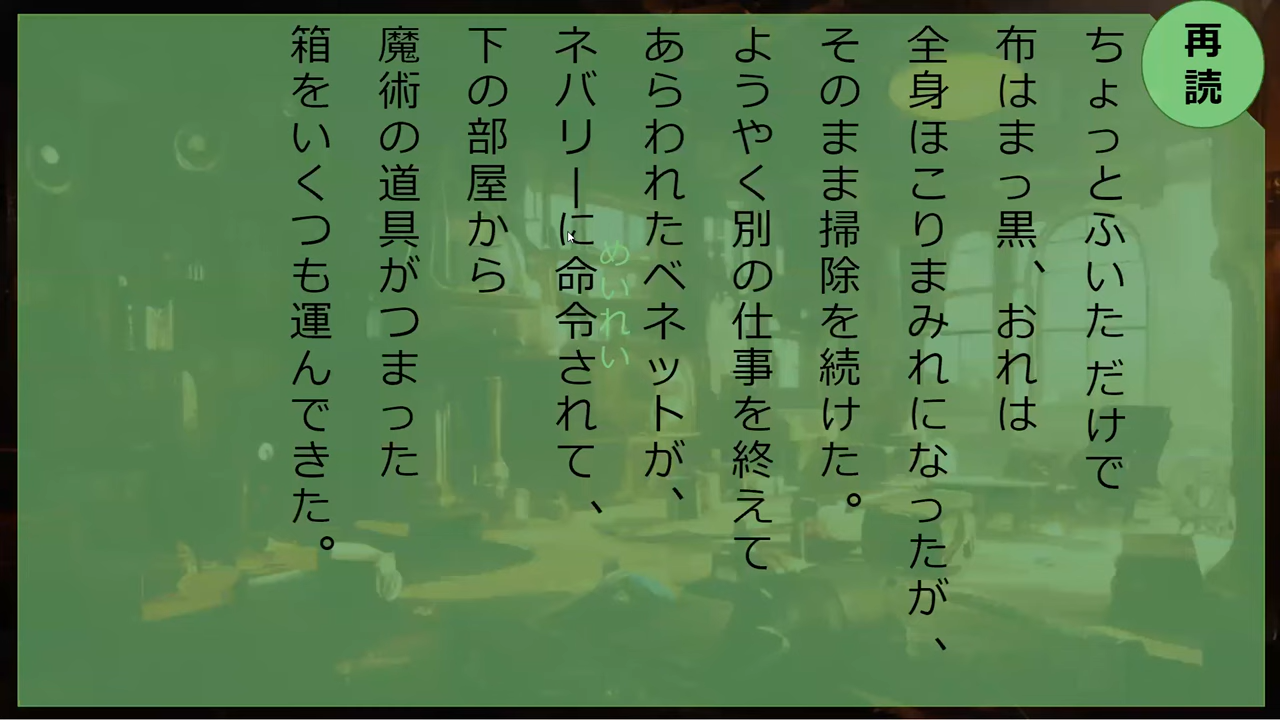 再読
ちょっとふいただけで
布はまっ黒、おれは
全身ほこりまみれになったが、
そのまま掃除を続けた。
ようやく別の仕事を終えて
あらわれたベネットが、
ネバリーに命令されて、
めいれい
下の部屋から
魔術の道具がつまった
箱をいくつも運んできた。